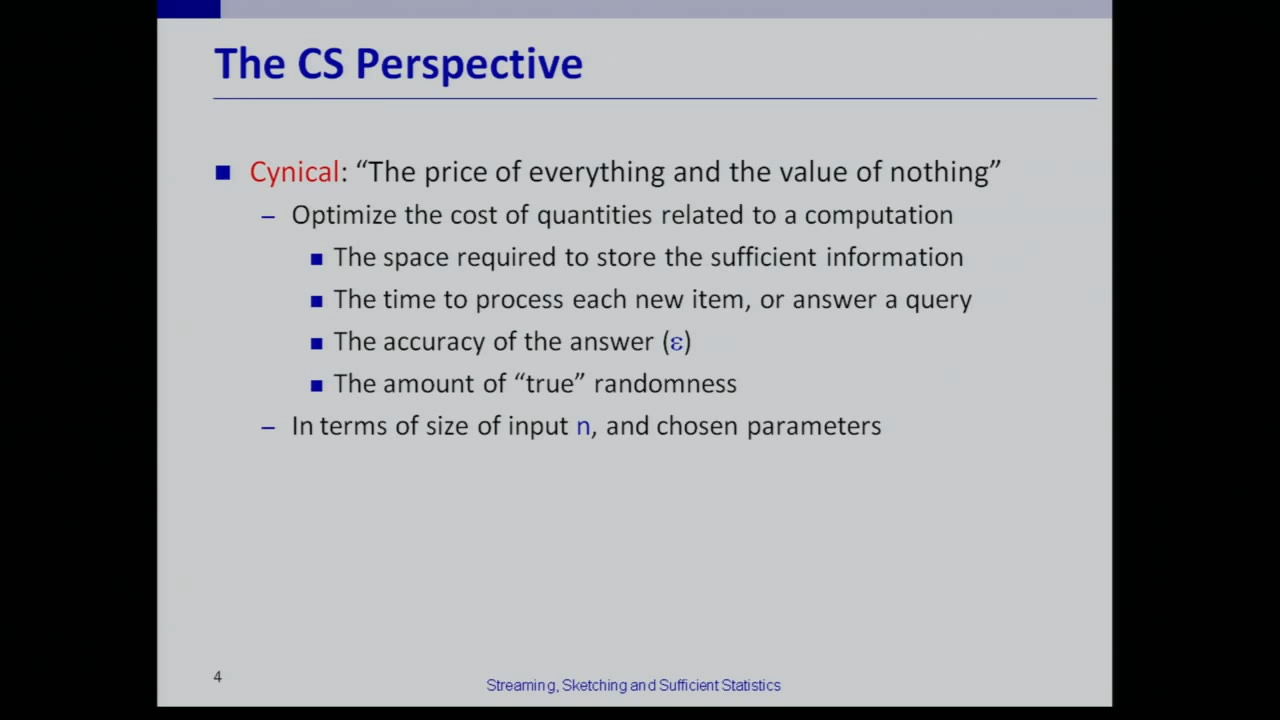 The CS Perspective
Cynical: “The price of everything and the value of nothing”
– Optimize the cost of quantities related to a computation
The space required to store the sufficient information
The time to process each new item, or answer a query
The accuracy of the answer (ε)
The amount of “true” randomness
– In terms of size of input n, and chosen parameters
4
Streaming, Sketching and Sufficient Statistics